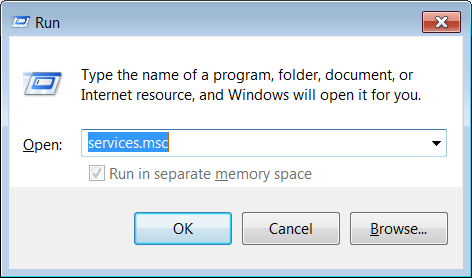 Run
Type the name of a program, folder, document, or
Internet resource, and Windows will open it for you.
Open: services.msc
Run in separate memory space
OK Cancel Browse...